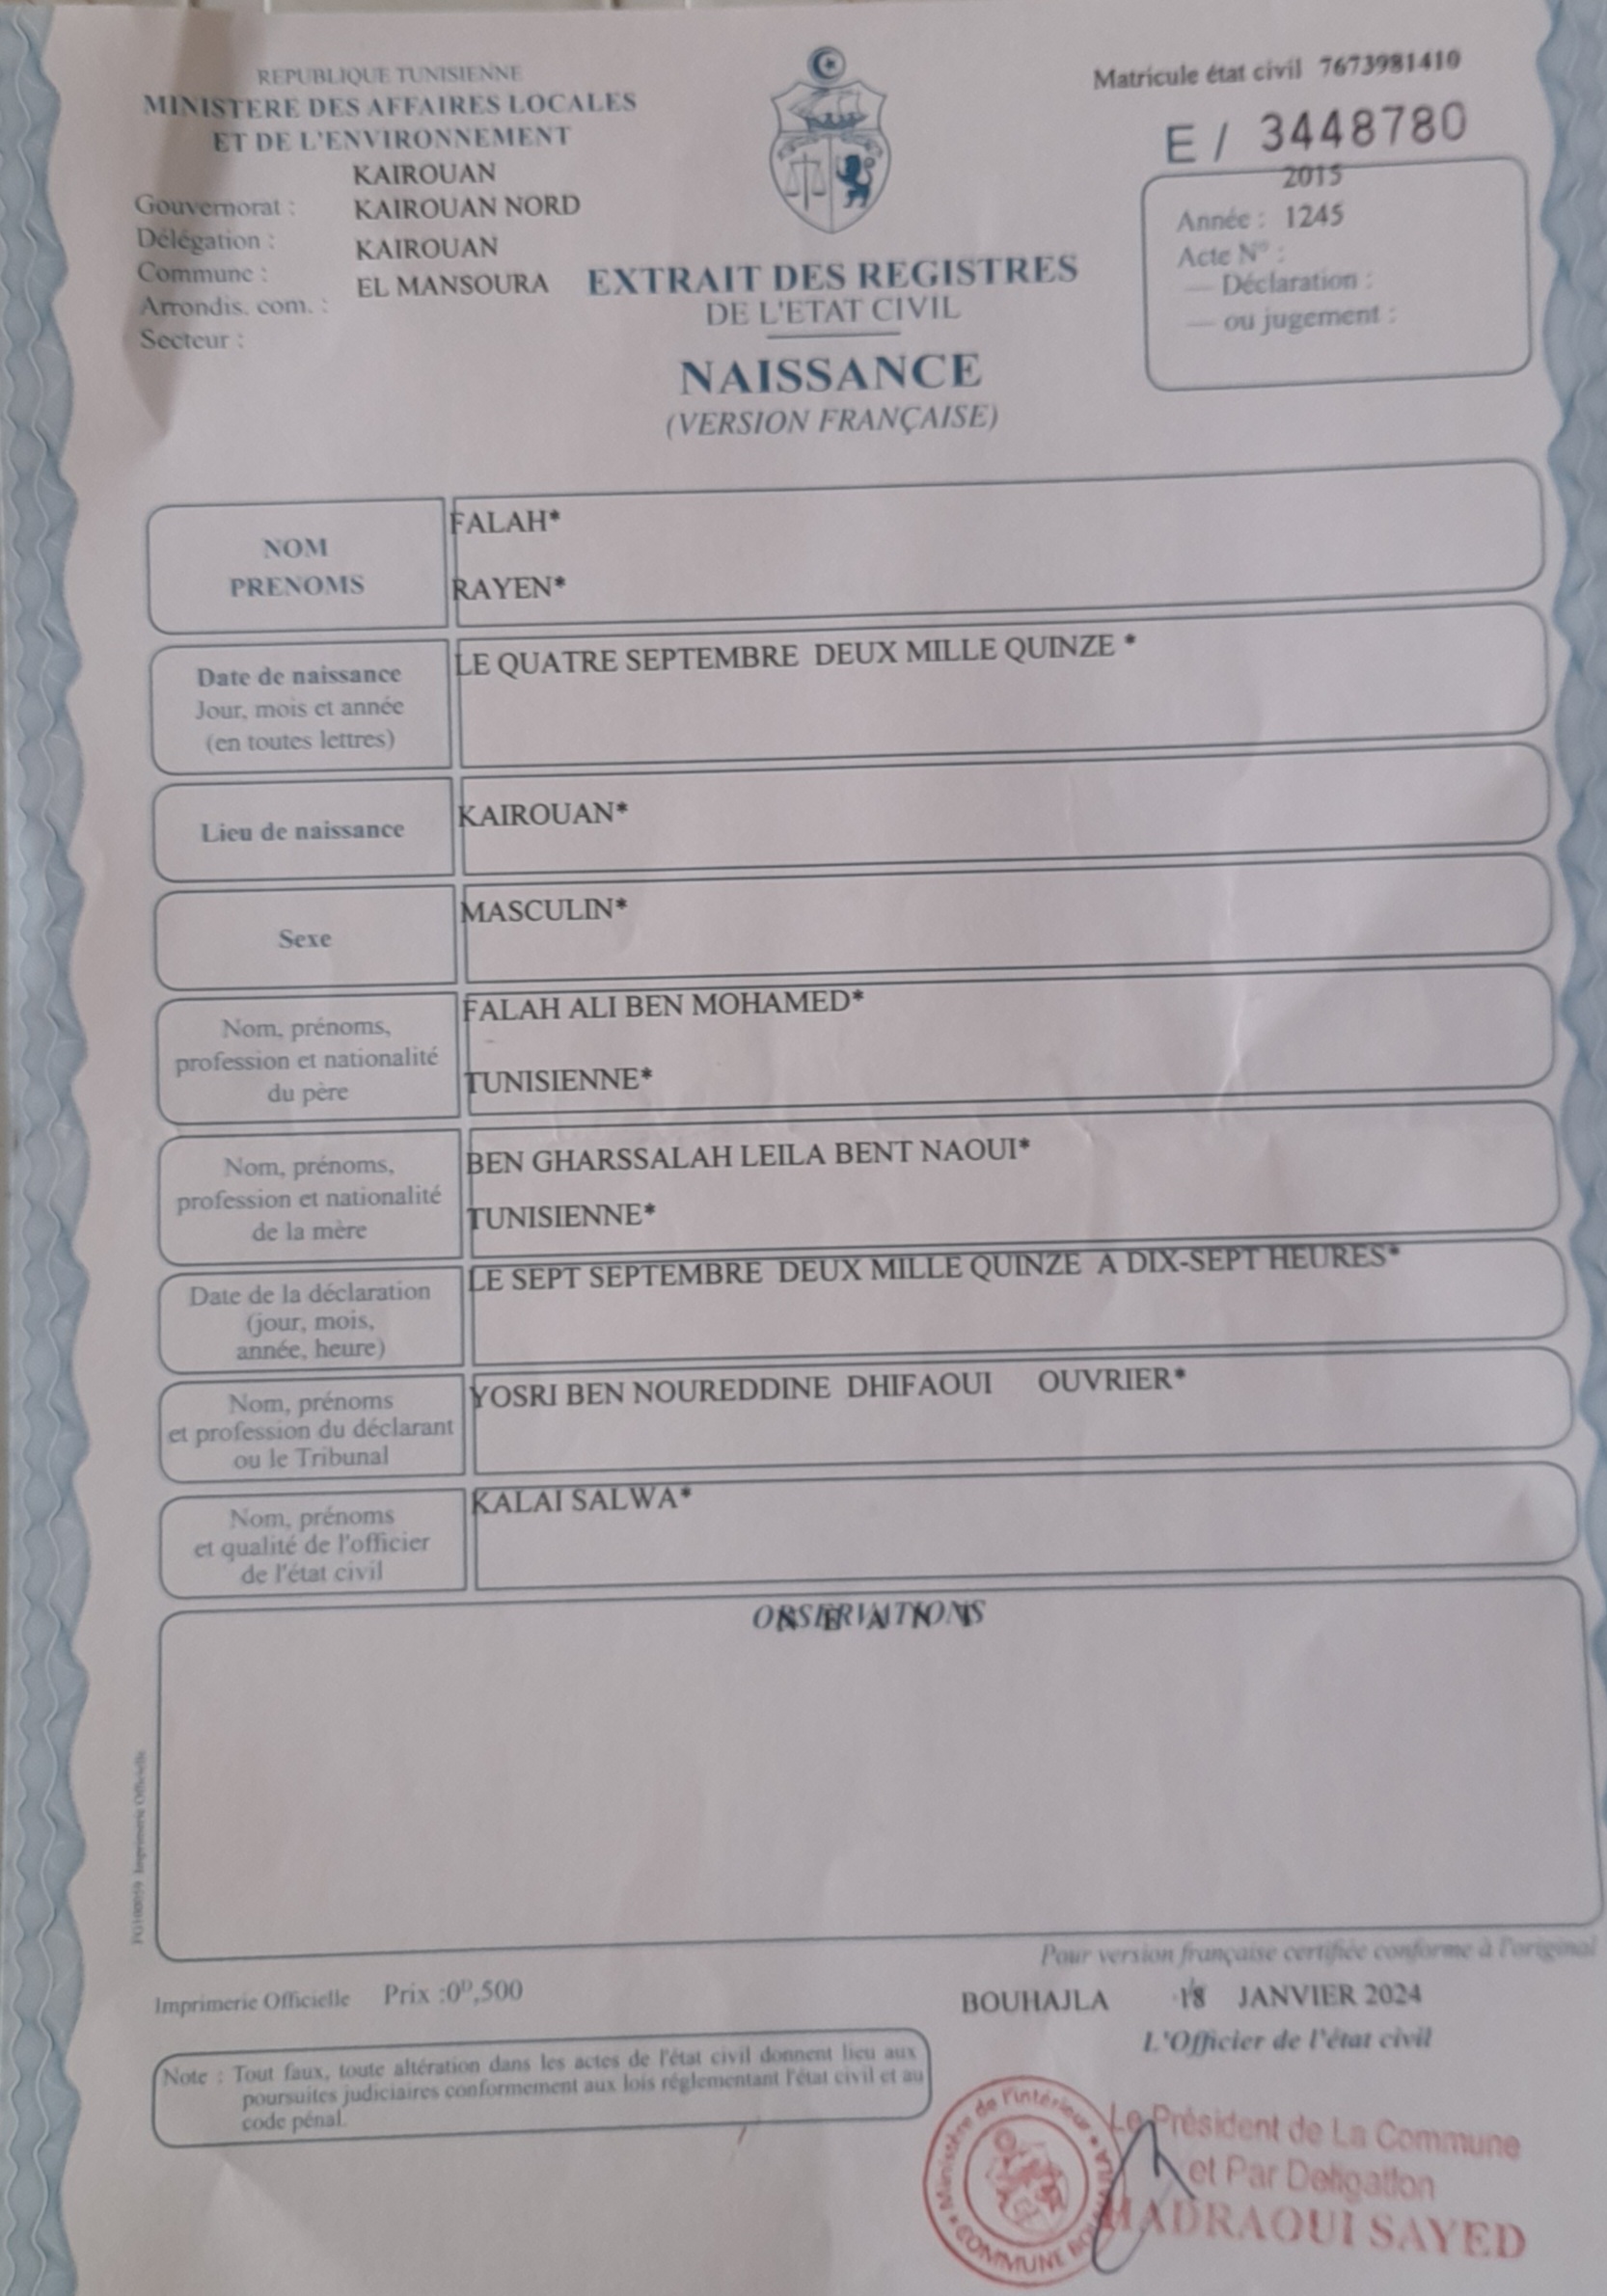 REPUBLIQUE TUNISIENNE
MINISTERE DES AFFAIRES LOCALES
ET DE L'ENVIRONNEMENT
KAIROUAN
Gouvernorat : KAIROUAN NORD
Délégation : KAIROUAN
Commune : EL MANSOURA
Arrondis. com. :
Secteur :
Matricule état civil 7673981410
E / 3448780
2015
Année : 1245
Acte N° :
— Déclaration :
— ou jugement :
EXTRAIT DES REGISTRES
DE L'ETAT CIVIL
NAISSANCE
(VERSION FRANÇAISE)
NOM
PRENOMS
FALAH*
RAYEN*
Date de naissance
Jour, mois et année
(en toutes lettres)
LE QUATRE SEPTEMBRE DEUX MILLE QUINZE *
Lieu de naissance
KAIROUAN*
Sexe
MASCULIN*
Nom, prénoms,
profession et nationalité
du père
FALAH ALI BEN MOHAMED*
TUNISIENNE*
Nom, prénoms,
profession et nationalité
de la mère
BEN GHARSSALAH LEILA BENT NAOUI*
TUNISIENNE*
Date de la déclaration
(jour, mois,
année, heure)
LE SEPT SEPTEMBRE DEUX MILLE QUINZE A DIX-SEPT HEURES*
Nom, prénoms
et profession du déclarant
ou le Tribunal
YOSRI BEN NOUREDDINE DHIFAOUI OUVRIER*
Nom, prénoms
et qualité de l'officier
de l'état civil
KALAI SALWA*
OBSERVATIONS
N E A N T
Imprimerie Officielle
Pour version française certifiée conforme à l'original
Imprimerie Officielle Prix :0D,500
BOUHAJLA 18 JANVIER 2024
L'Officier de l'état civil
Note : Tout faux, toute altération dans les actes de l'état civil donnent lieu aux
poursuites judiciaires conformement aux lois réglementant l'état civil et au
code pénal.
Ministère de l'intérieur
COMMUNE
Le Président de La Commune
et Par Deligation
MADRAOUI SAYED